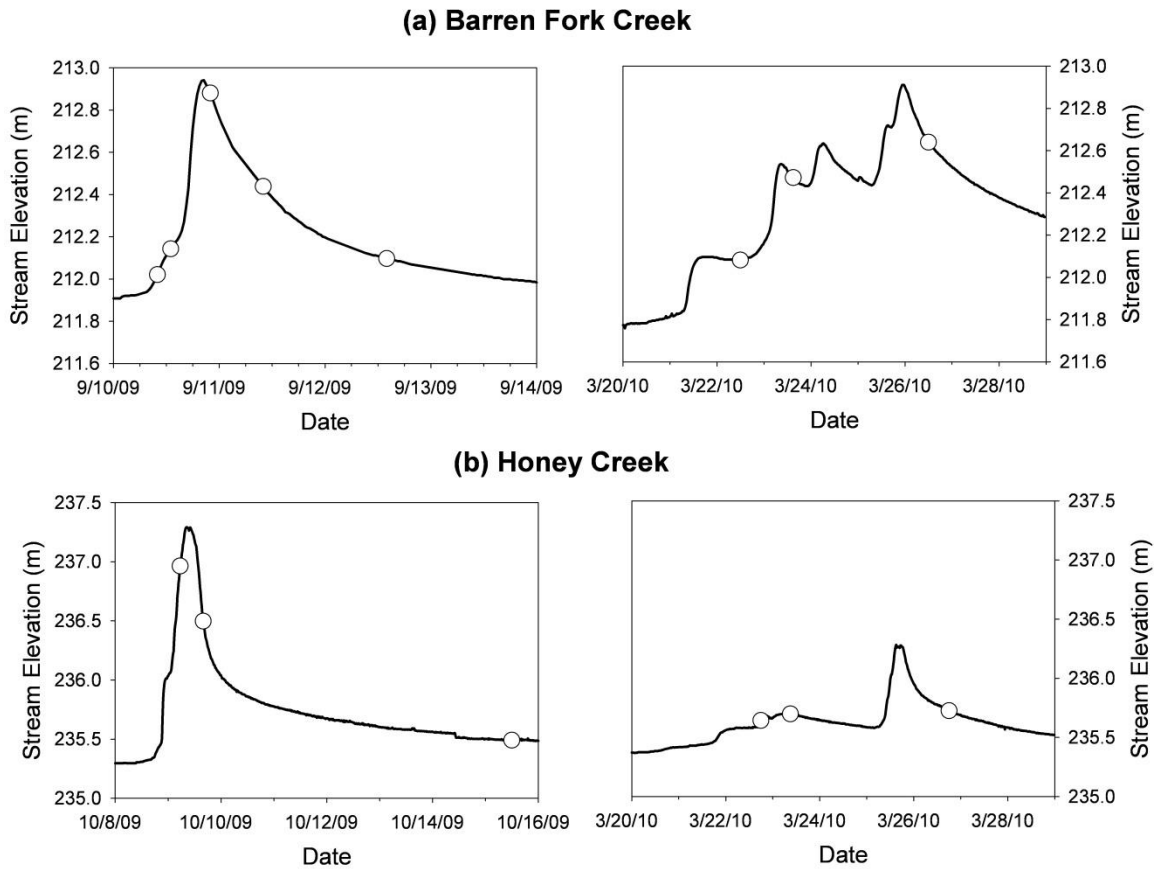 (a) Barren Fork Creek
Stream Elevation (m)
213.0
212.8
212.6
212.4
212.2
212.0
211.8
211.6
9/10/09 9/11/09 9/12/09 9/13/09 9/14/09
Date
213.0
212.8
212.6
212.4
212.2
212.0
211.8
211.6
Stream Elevation (m)
3/20/10 3/22/10 3/24/10 3/26/10 3/28/10
Date
(b) Honey Creek
Stream Elevation (m)
237.5
237.0
236.5
236.0
235.5
235.0
10/8/09 10/10/09 10/12/09 10/14/09 10/16/09
Date
237.5
237.0
236.5
236.0
235.5
235.0
Stream Elevation (m)
3/20/10 3/22/10 3/24/10 3/26/10 3/28/10
Date